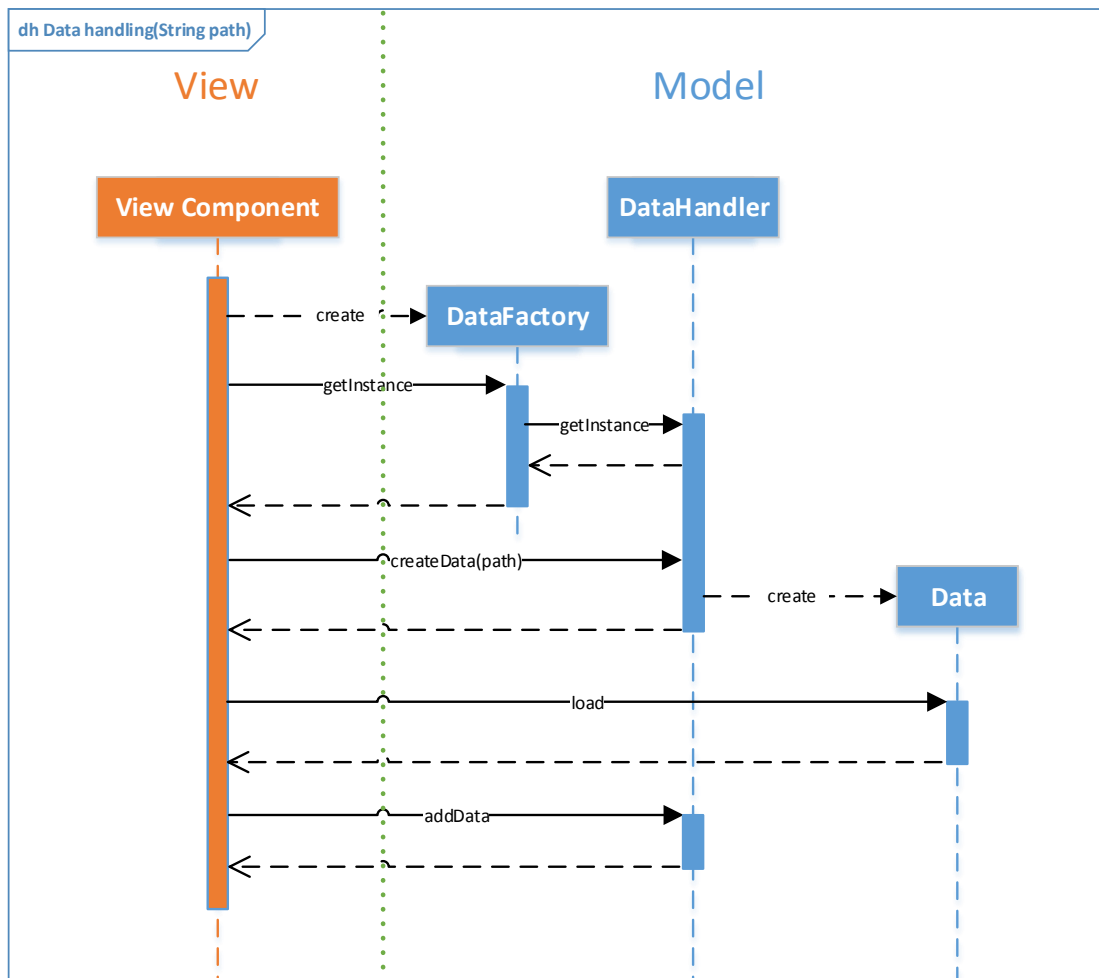 dh Data handling(String path)
View
Model
View Component
DataHandler
create
DataFactory
getInstance
getInstance
createData(path)
create
Data
load
addData